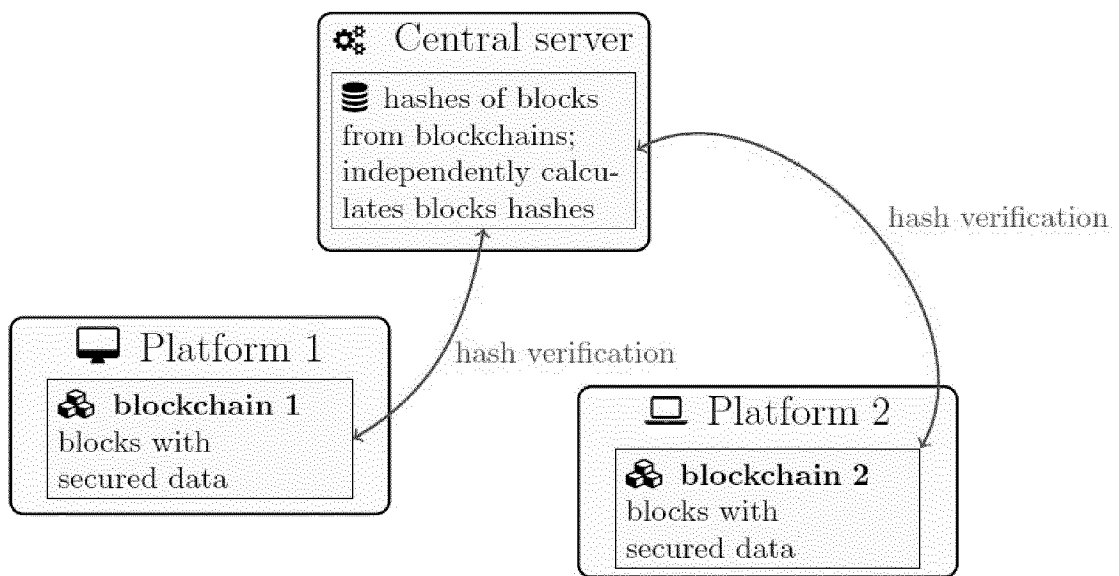 Central server
hashes of blocks
from blockchains;
independently calcu-
lates blocks hashes
hash verification
Platform 1
hash verification
blockchain 1
blocks with
secured data
Platform 2
blockchain 2
blocks with
secured data